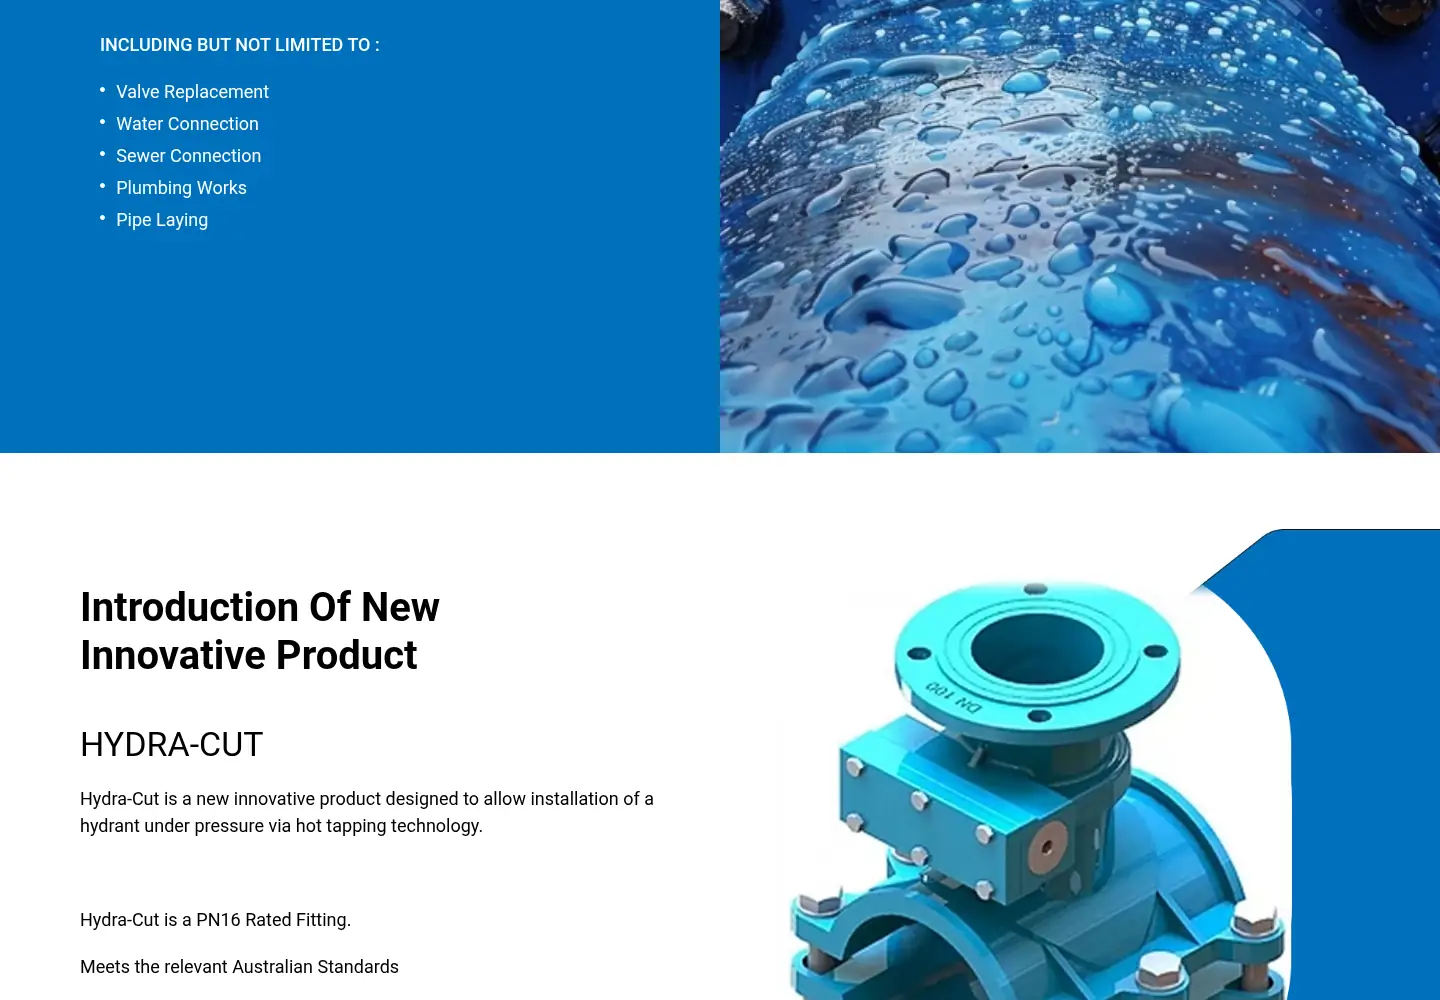 INCLUDING BUT NOT LIMITED TO :
• Valve Replacement
• Water Connection
• Sewer Connection
• Plumbing Works
• Pipe Laying
Introduction Of New
Innovative Product
DN 100
HYDRA-CUT
Hydra-Cut is a new innovative product designed to allow installation of a
hydrant under pressure via hot tapping technology.
Hydra-Cut is a PN16 Rated Fitting.
Meets the relevant Australian Standards